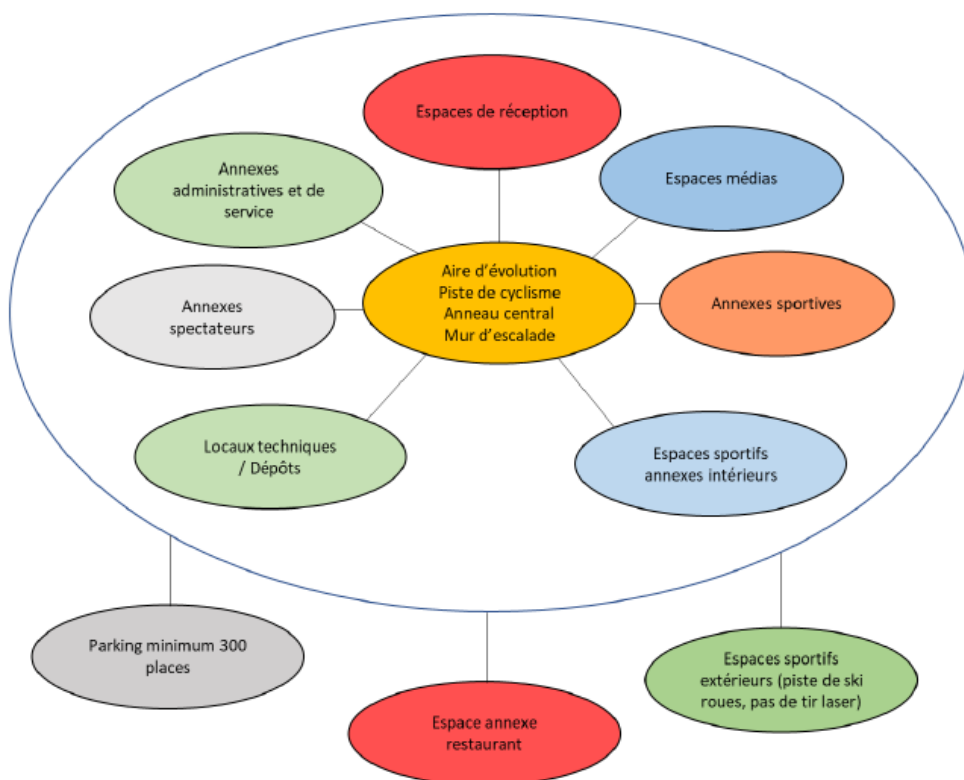 Espaces de réception
Annexes
administratives et de
service
Espaces médias
Aire d'évolution
Piste de cyclisme
Anneau central
Mur d'escalade
Annexes
spectateurs
Annexes sportives
Locaux techniques
/ Dépôts
Espaces sportifs
annexes intérieurs
Parking minimum 300
places
Espace annexe
restaurant
Espaces sportifs
extérieurs (piste de ski
roues, pas de tir laser)